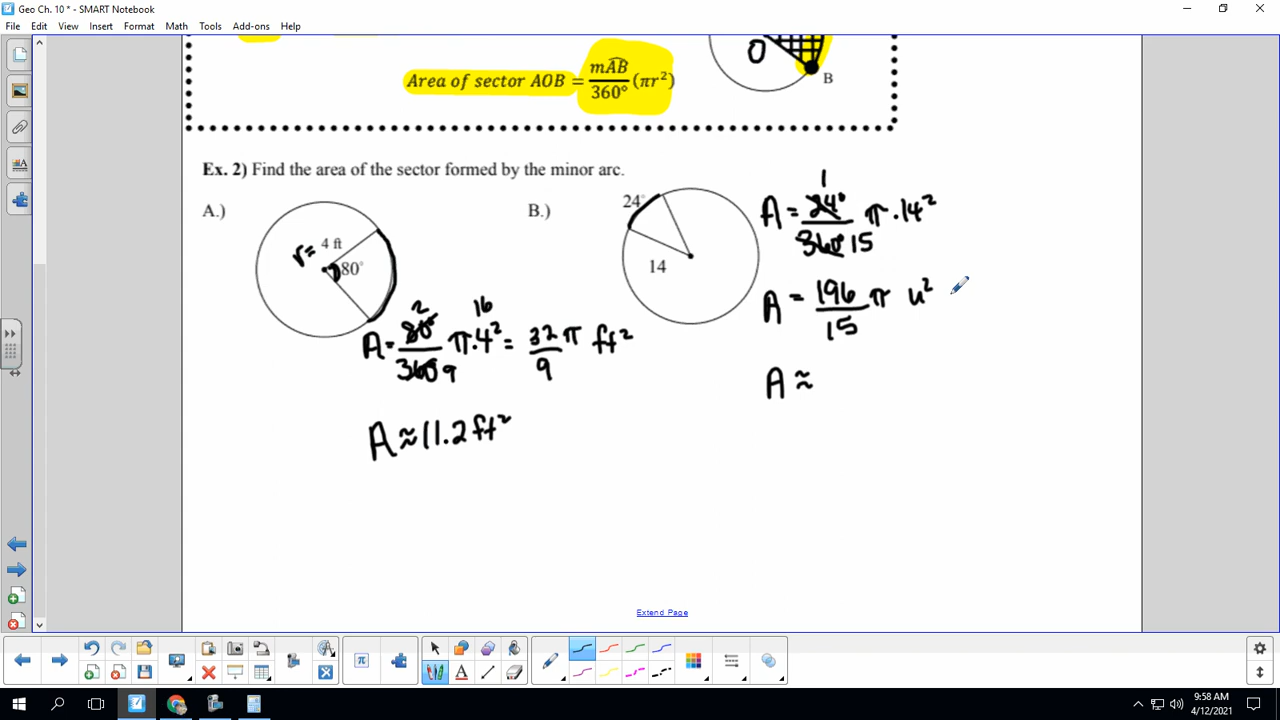 Geo Ch. 10 * - SMART Notebook
File Edit View Insert Format Math Tools Add-ons Help
Area of sector AOB = mAB/360° (πr²)
O
B
Ex. 2) Find the area of the sector formed by the minor arc.
A.)
r= 4 ft
80°
2 16
A = 80°/360° 9 π·4² = 32/9 π ft²
A ≈ 11.2 ft²
B.)
24°
14
1
A = 24°/360° 15 π·14²
A = 196/15 π u²
A ≈
Extend Page
9:58 AM
4/12/2021